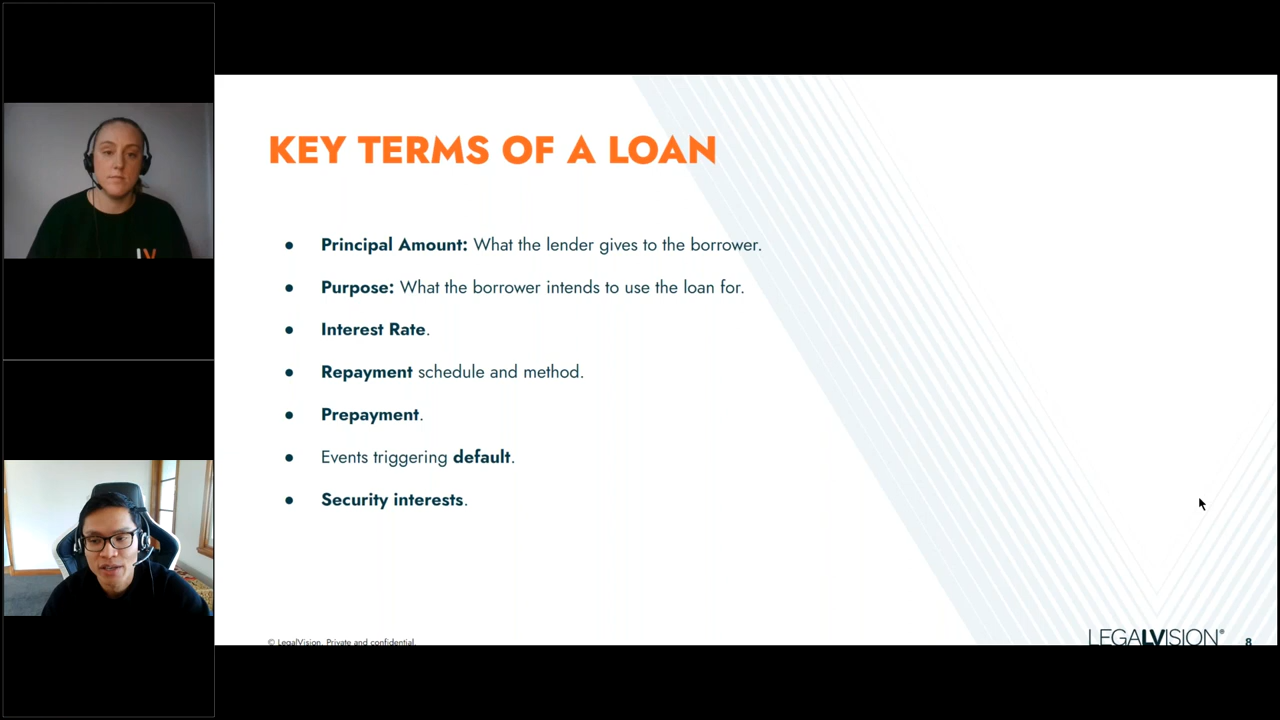 KEY TERMS OF A LOAN
● Principal Amount: What the lender gives to the borrower.
● Purpose: What the borrower intends to use the loan for.
● Interest Rate.
● Repayment schedule and method.
● Prepayment.
● Events triggering default.
● Security interests.
© LegalVision. Private and confidential.
LEGALVISION®
8
LV